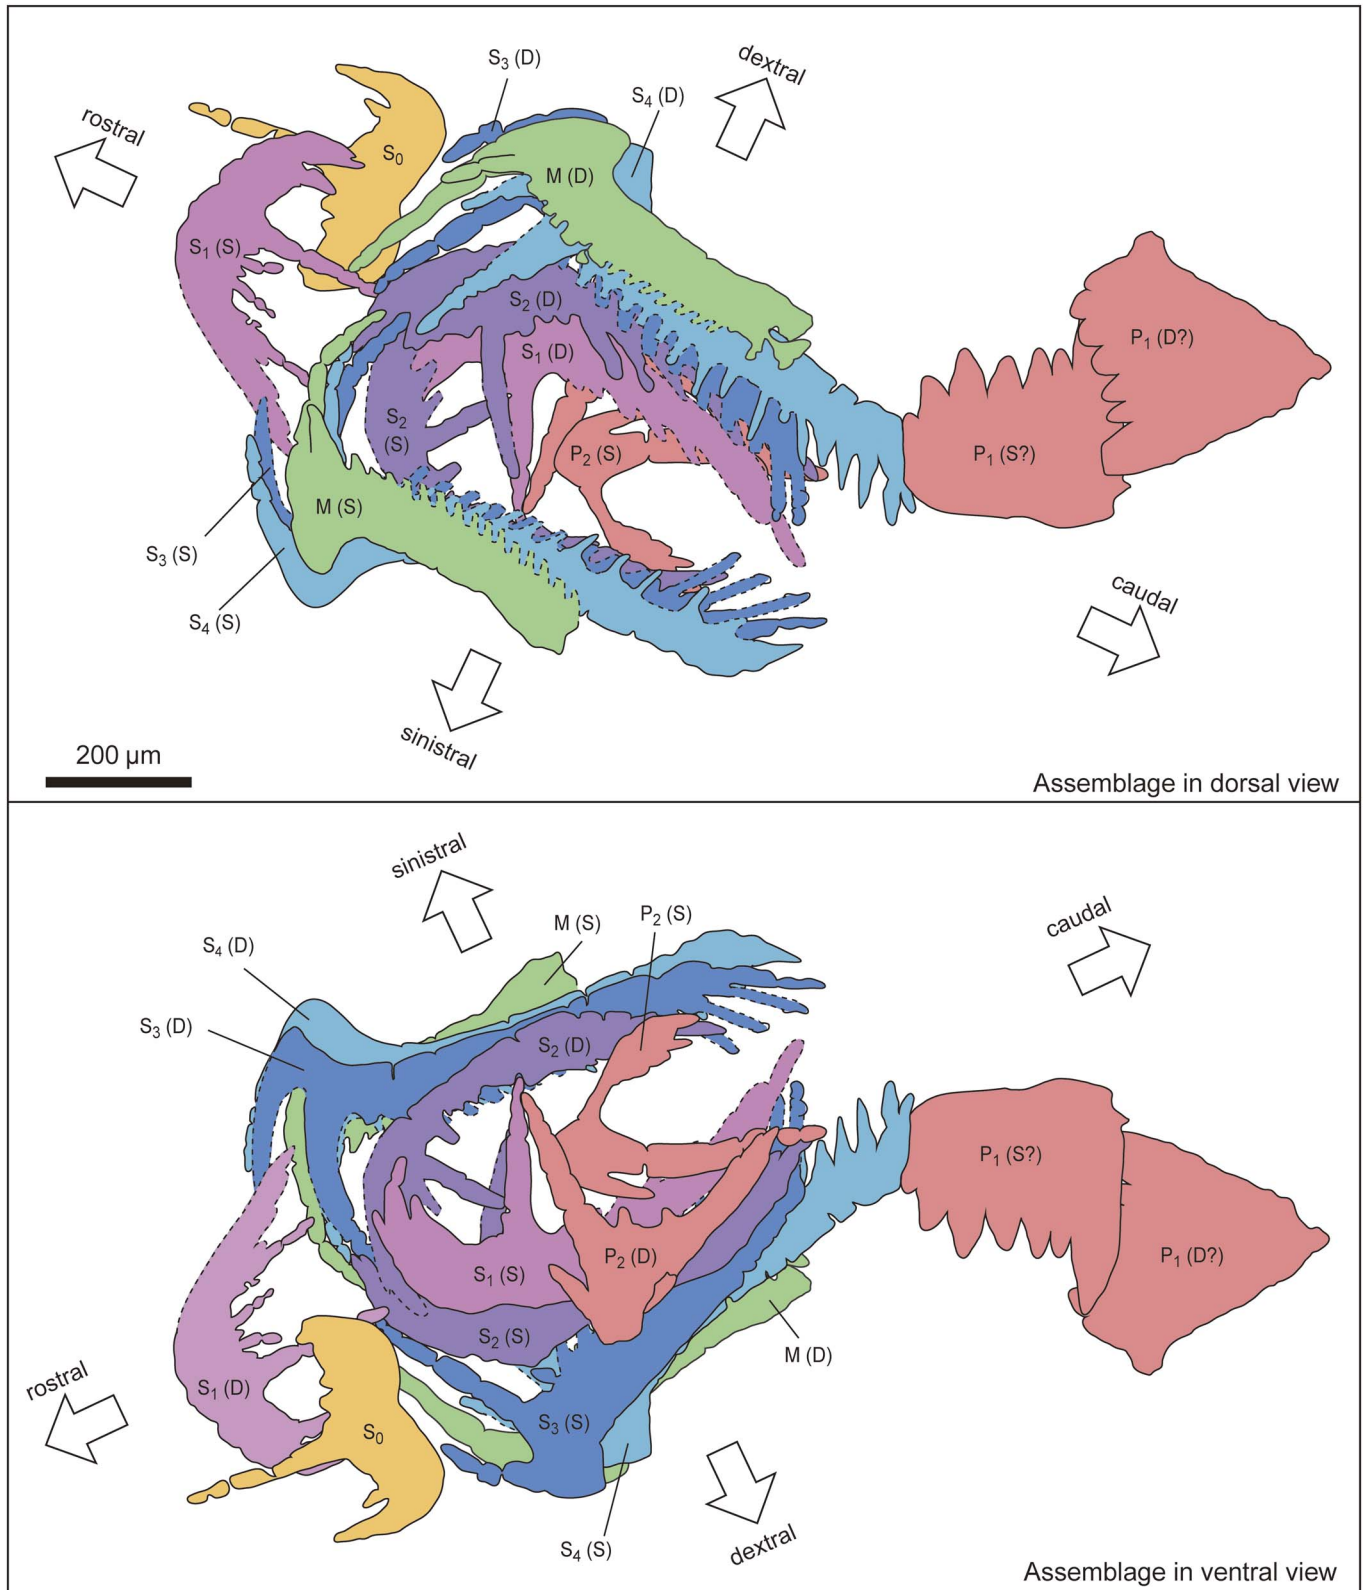 S3 (D)
dextral
S4 (D)
rostral
S0
M (D)
S1 (S)
S2 (D)
P1 (D?)
S1 (D)
S2
(S)
P2 (S)
P1 (S?)
M (S)
S3 (S)
caudal
S4 (S)
sinistral
200 µm
Assemblage in dorsal view
sinistral
caudal
P2 (S)
M (S)
S4 (D)
S3 (D)
S2 (D)
P1 (S?)
P2 (D)
P1 (D?)
S1 (S)
S2 (S)
M (D)
rostral
S1 (D)
S0
S3 (S)
dextral
S4 (S)
Assemblage in ventral view